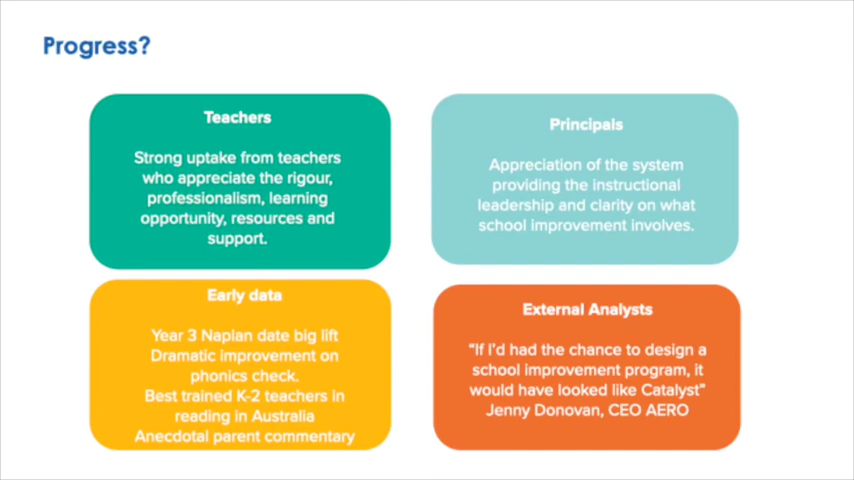 Progress?
Teachers
Strong uptake from teachers
who appreciate the rigour,
professionalism, learning
opportunity, resources and
support.
Principals
Appreciation of the system
providing the instructional
leadership and clarity on what
school improvement involves.
Early data
Year 3 Naplan date big lift
Dramatic improvement on
phonics check.
Best trained K-2 teachers in
reading in Australia
Anecdotal parent commentary
External Analysts
“If I’d had the chance to design a
school improvement program, it
would have looked like Catalyst”
Jenny Donovan, CEO AERO